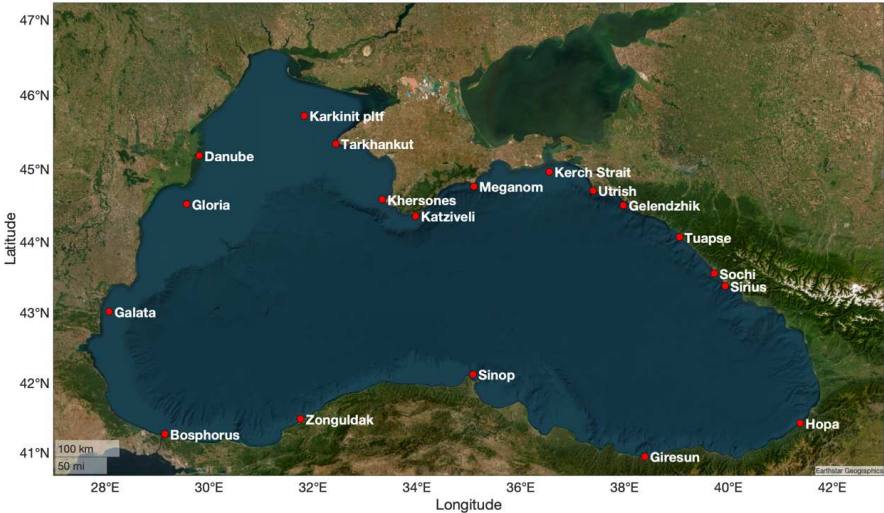 47°N
46°N
45°N
44°N
43°N
42°N
41°N
Latitude
Karkinit pltf
Tarkhankut
Danube
Kerch Strait
Meganom
Utrish
Khersones
Gloria
Gelendzhik
Katziveli
Tuapse
Sochi
Sirius
Galata
Sinop
Zonguldak
Hopa
Bosphorus
Giresun
100 km
50 mi
Earthstar Geographics
28°E
30°E
32°E
34°E
36°E
38°E
40°E
42°E
Longitude